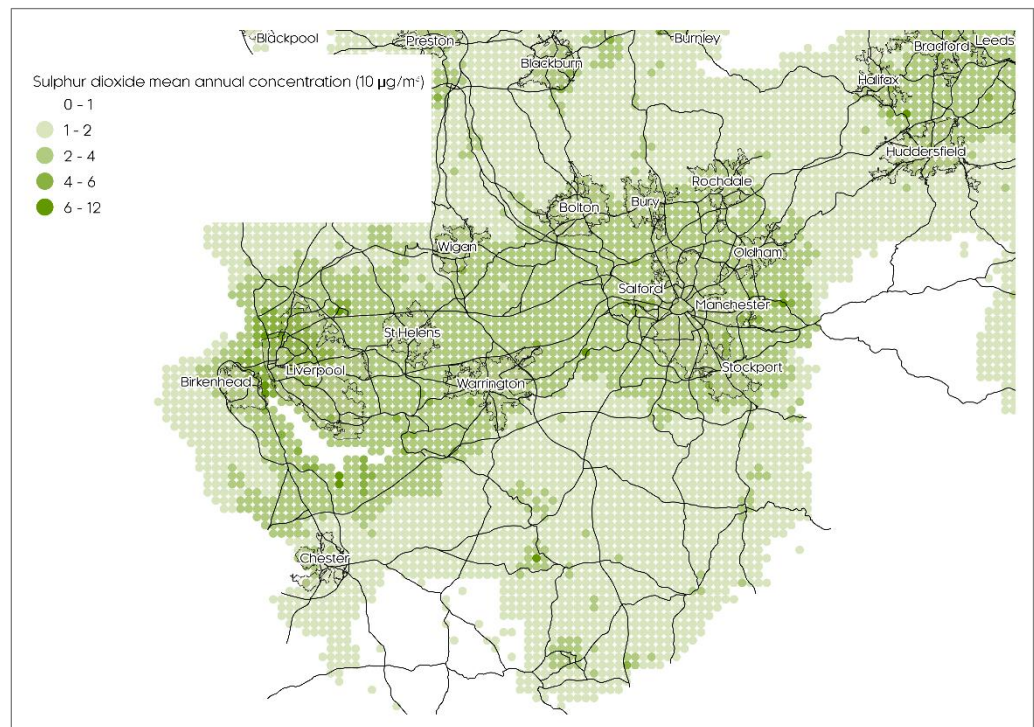 Blackpool
Preston
Burnley
Leeds
Bradford
Blackburn
Halifax
Sulphur dioxide mean annual concentration (10 µg/m²)
0 - 1
1 - 2
2 - 4
4 - 6
6 - 12
Huddersfield
Rochdale
Bury
Bolton
Wigan
Oldham
Salford
Manchester
St Helens
Liverpool
Birkenhead
Warrington
Stockport
Chester